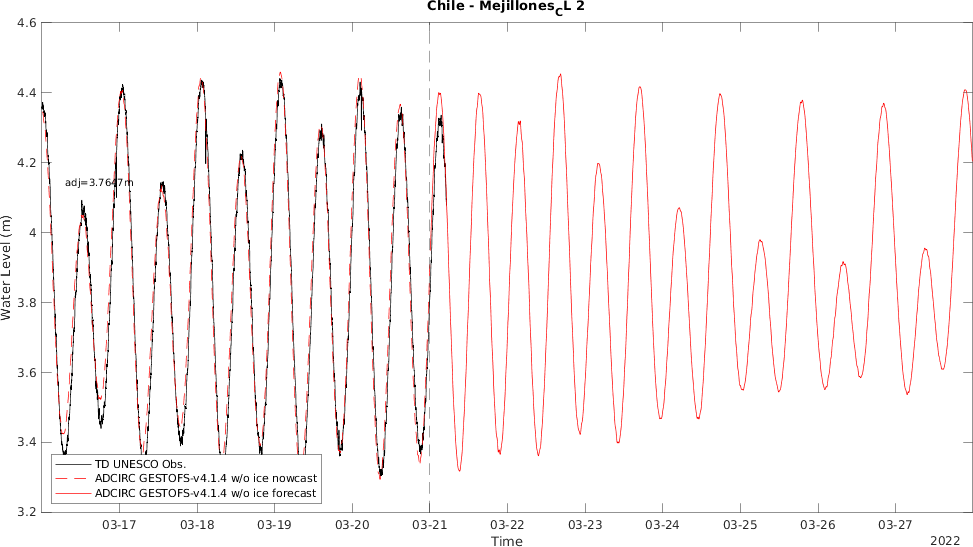 Chile - MejillonesCL 2
4.6
4.4
4.2
4
3.8
3.6
3.4
3.2
Water Level (m)
adj=3.7647m
TD UNESCO Obs.
ADCIRC GESTOFS-v4.1.4 w/o ice nowcast
ADCIRC GESTOFS-v4.1.4 w/o ice forecast
03-17 03-18 03-19 03-20 03-21 03-22 03-23 03-24 03-25 03-26 03-27
Time
2022